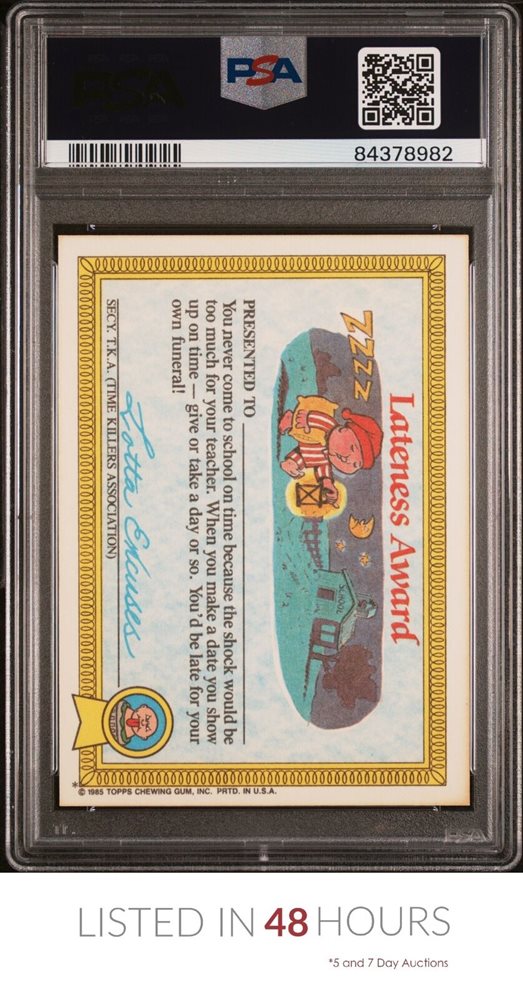 PSA
84378982
Lateness Award
ZZZZ
SCHOOL
PRESENTED TO
You never come to school on time because the shock would be
too much for your teacher. When you make a date you show
up on time — give or take a day or so. You'd be late for your
own funeral!
Lotta Excuses
SECY. T.K.A. (TIME KILLERS ASSOCIATION)
*© 1985 TOPPS CHEWING GUM, INC. PRTD. IN U.S.A.
PSA
LISTED IN 48 HOURS
*5 and 7 Day Auctions